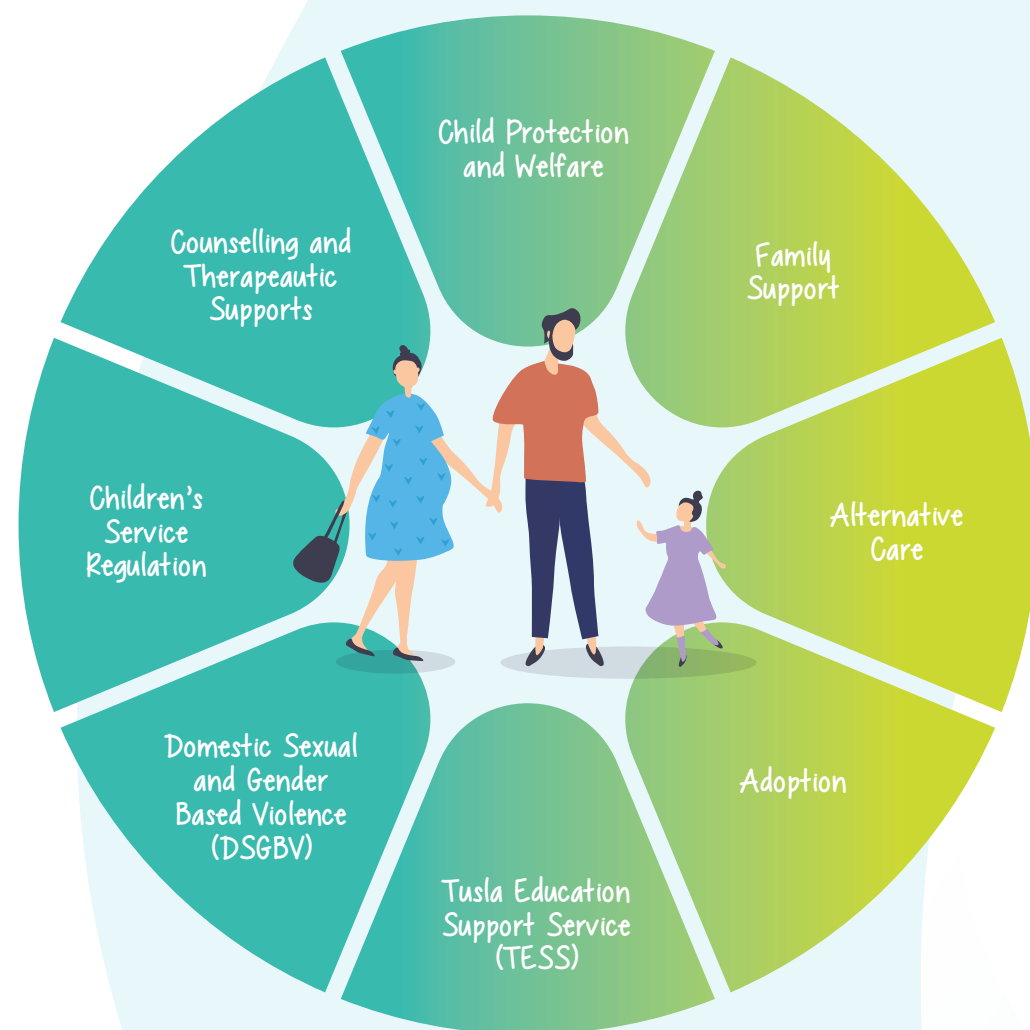 Child Protection
and Welfare
Family
Support
Alternative
Care
Adoption
Tusla Education
Support Service
(TESS)
Domestic Sexual
and Gender
Based Violence
(DSGBV)
Children's
Service
Regulation
Counselling and
Therapeautic
Supports